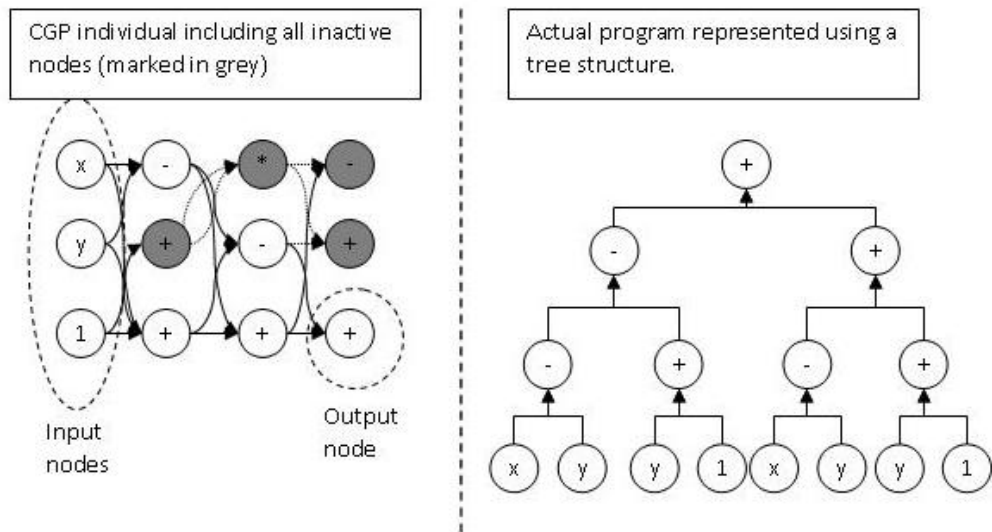 CGP individual including all inactive
nodes (marked in grey)
x - * -
y + - +
1 + + +
Input
nodes
Output
node
Actual program represented using a
tree structure.
+
- +
- + - +
x y y 1 x y y 1